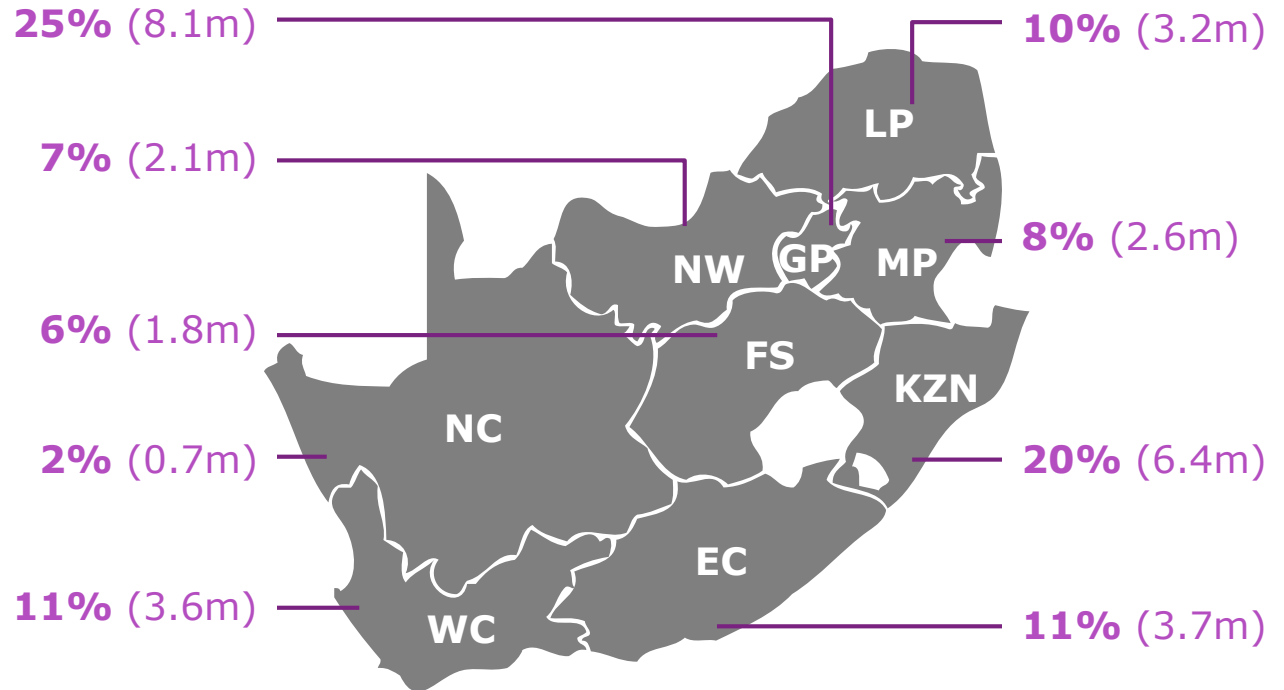 25% (8.1m)
10% (3.2m)
LP
7% (2.1m)
8% (2.6m)
NW
GP
MP
6% (1.8m)
FS
KZN
NC
2% (0.7m)
20% (6.4m)
EC
11% (3.6m)
WC
11% (3.7m)